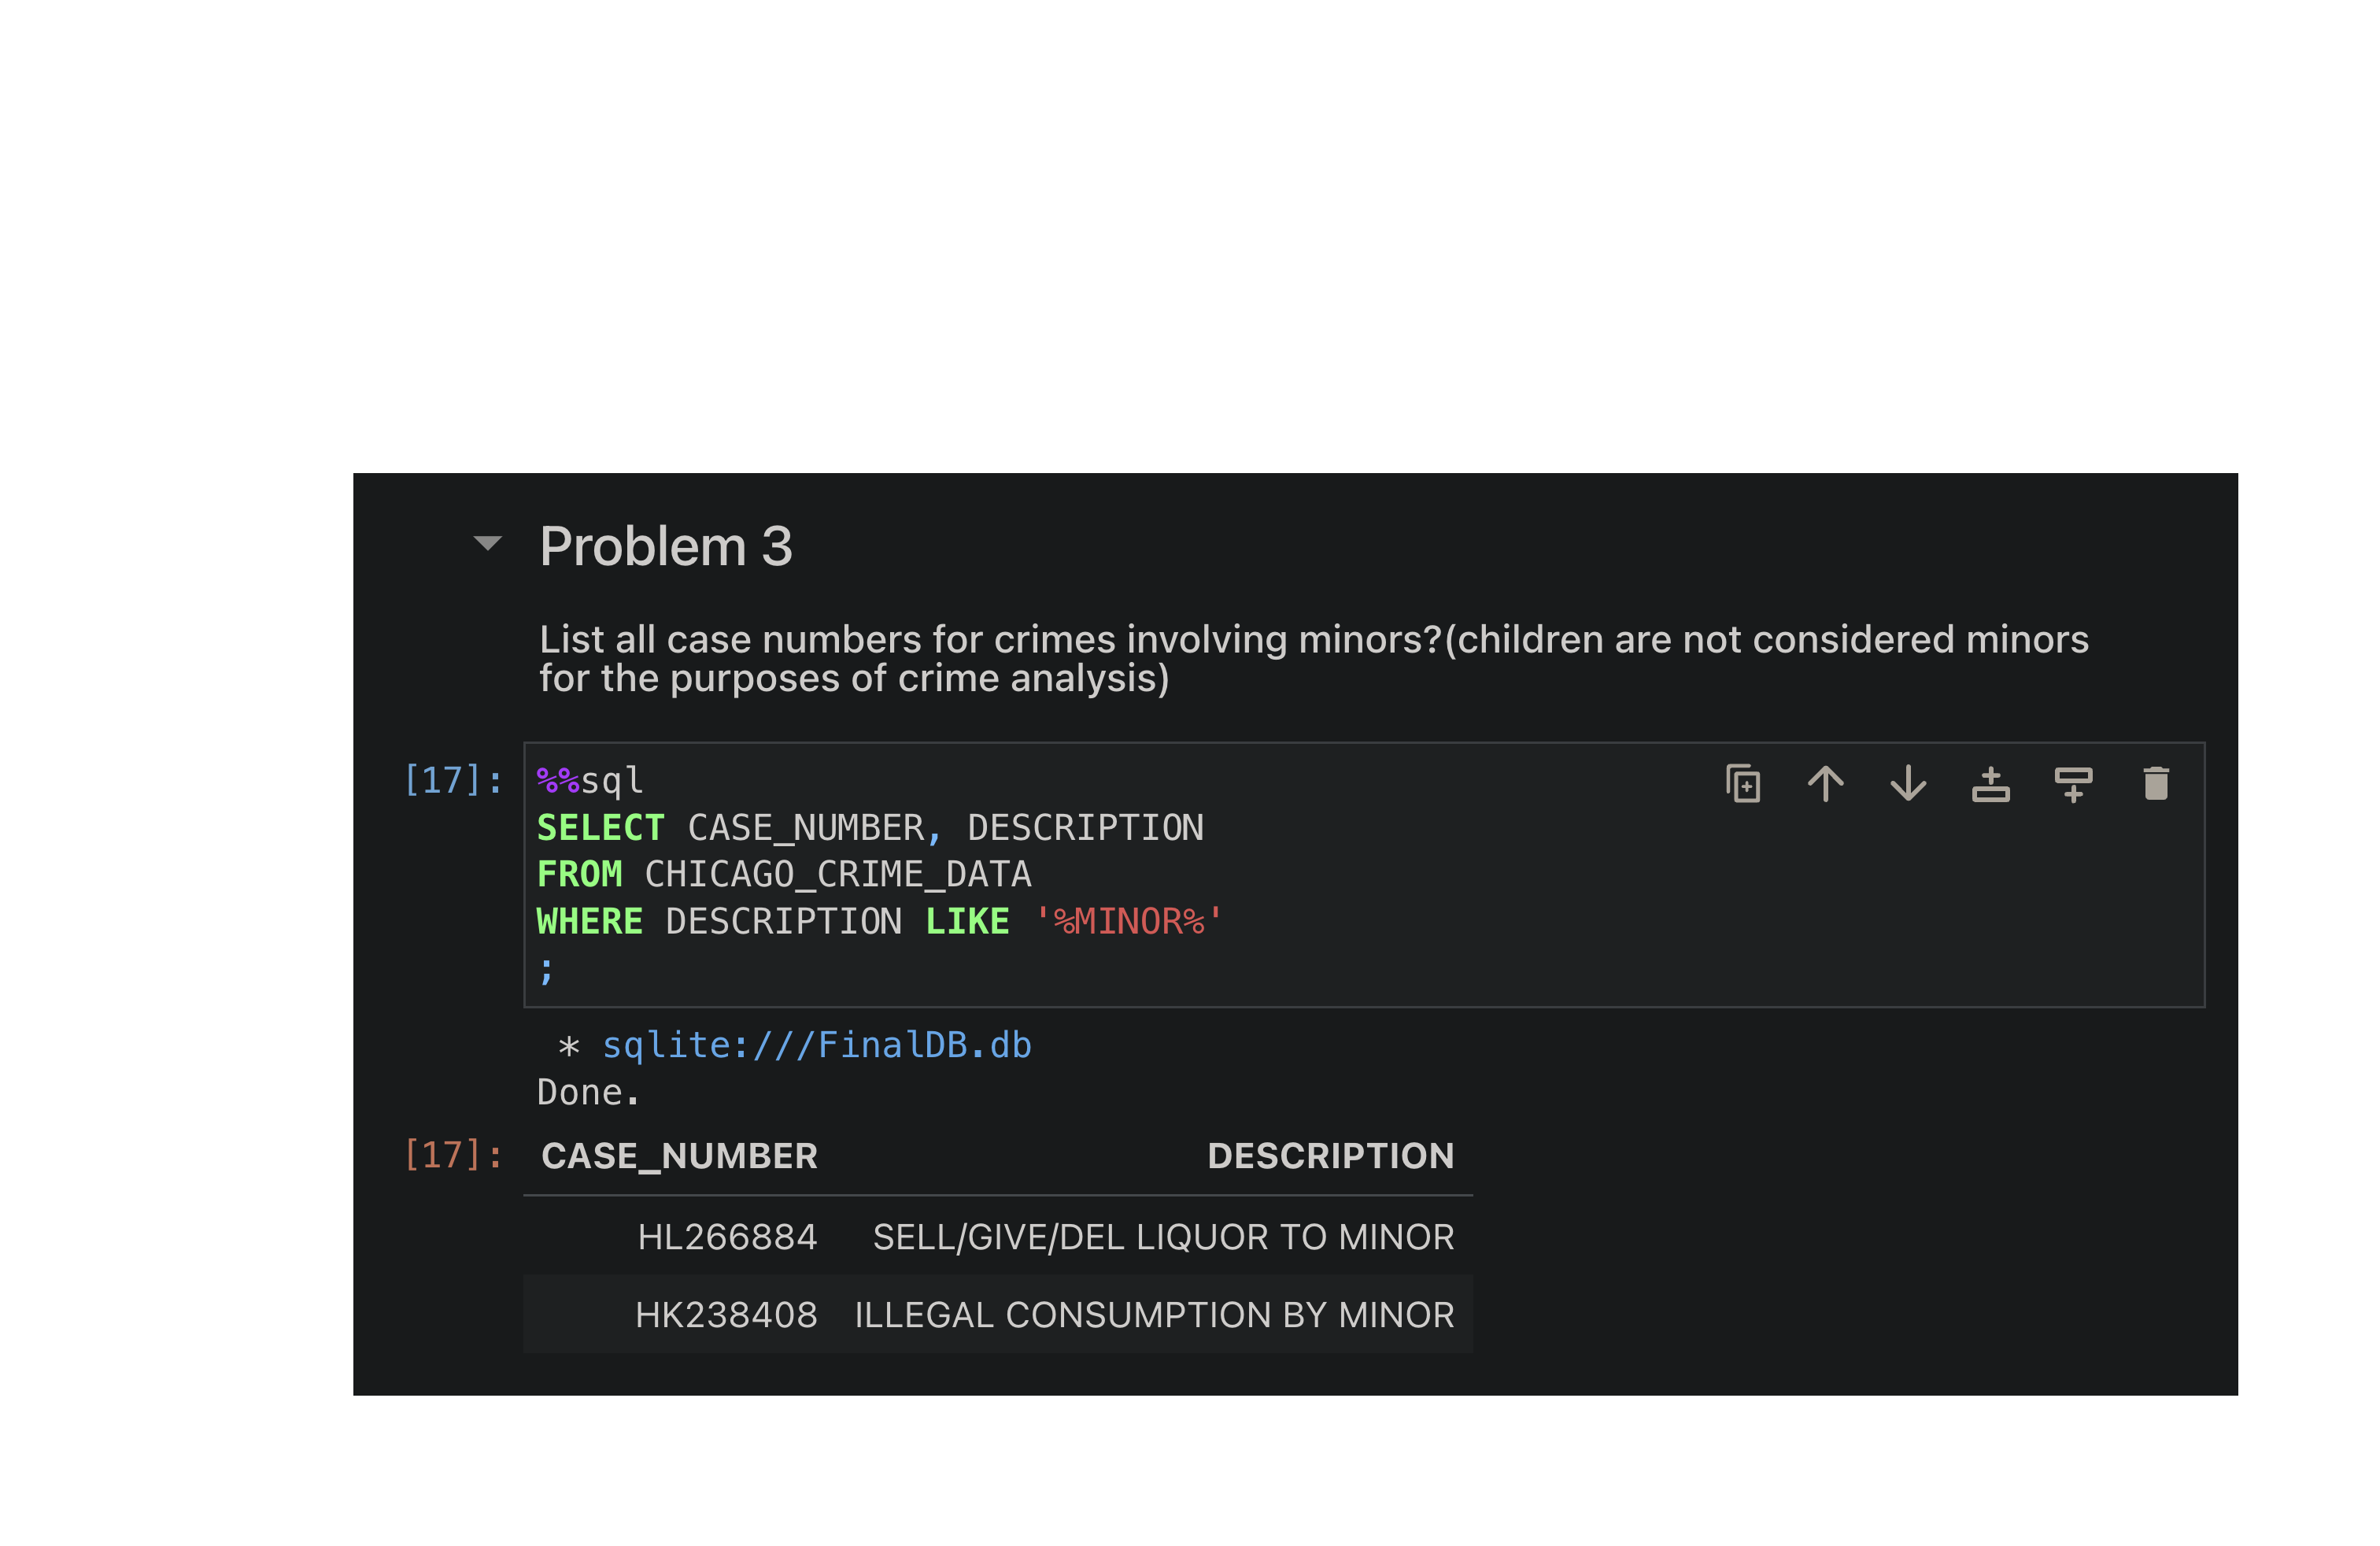 Problem 3
List all case numbers for crimes involving minors?(children are not considered minors
for the purposes of crime analysis)
[17]: %%sql
SELECT CASE_NUMBER, DESCRIPTION
FROM CHICAGO_CRIME_DATA
WHERE DESCRIPTION LIKE '%MINOR%'
;
* sqlite:///FinalDB.db
Done.
[17]: CASE_NUMBER DESCRIPTION
HL266884 SELL/GIVE/DEL LIQUOR TO MINOR
HK238408 ILLEGAL CONSUMPTION BY MINOR